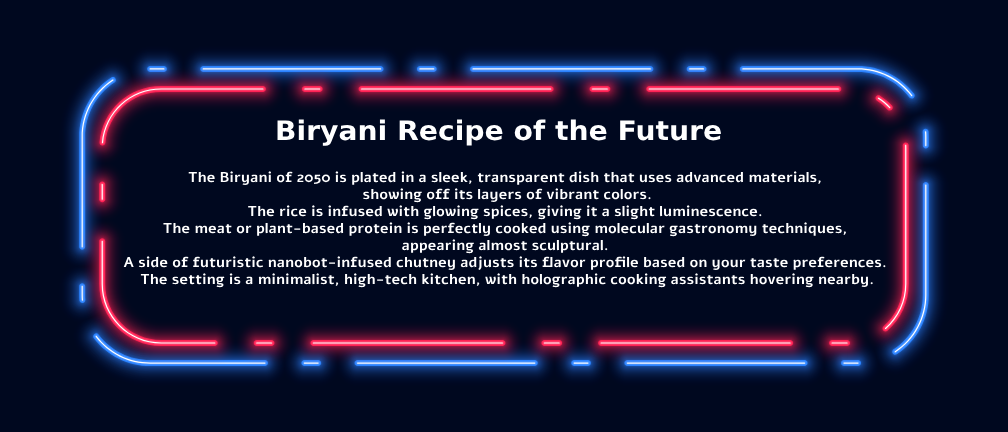 Biryani Recipe of the Future
The Biryani of 2050 is plated in a sleek, transparent dish that uses advanced materials,
showing off its layers of vibrant colors.
The rice is infused with glowing spices, giving it a slight luminescence.
The meat or plant-based protein is perfectly cooked using molecular gastronomy techniques,
appearing almost sculptural.
A side of futuristic nanobot-infused chutney adjusts its flavor profile based on your taste preferences.
The setting is a minimalist, high-tech kitchen, with holographic cooking assistants hovering nearby.